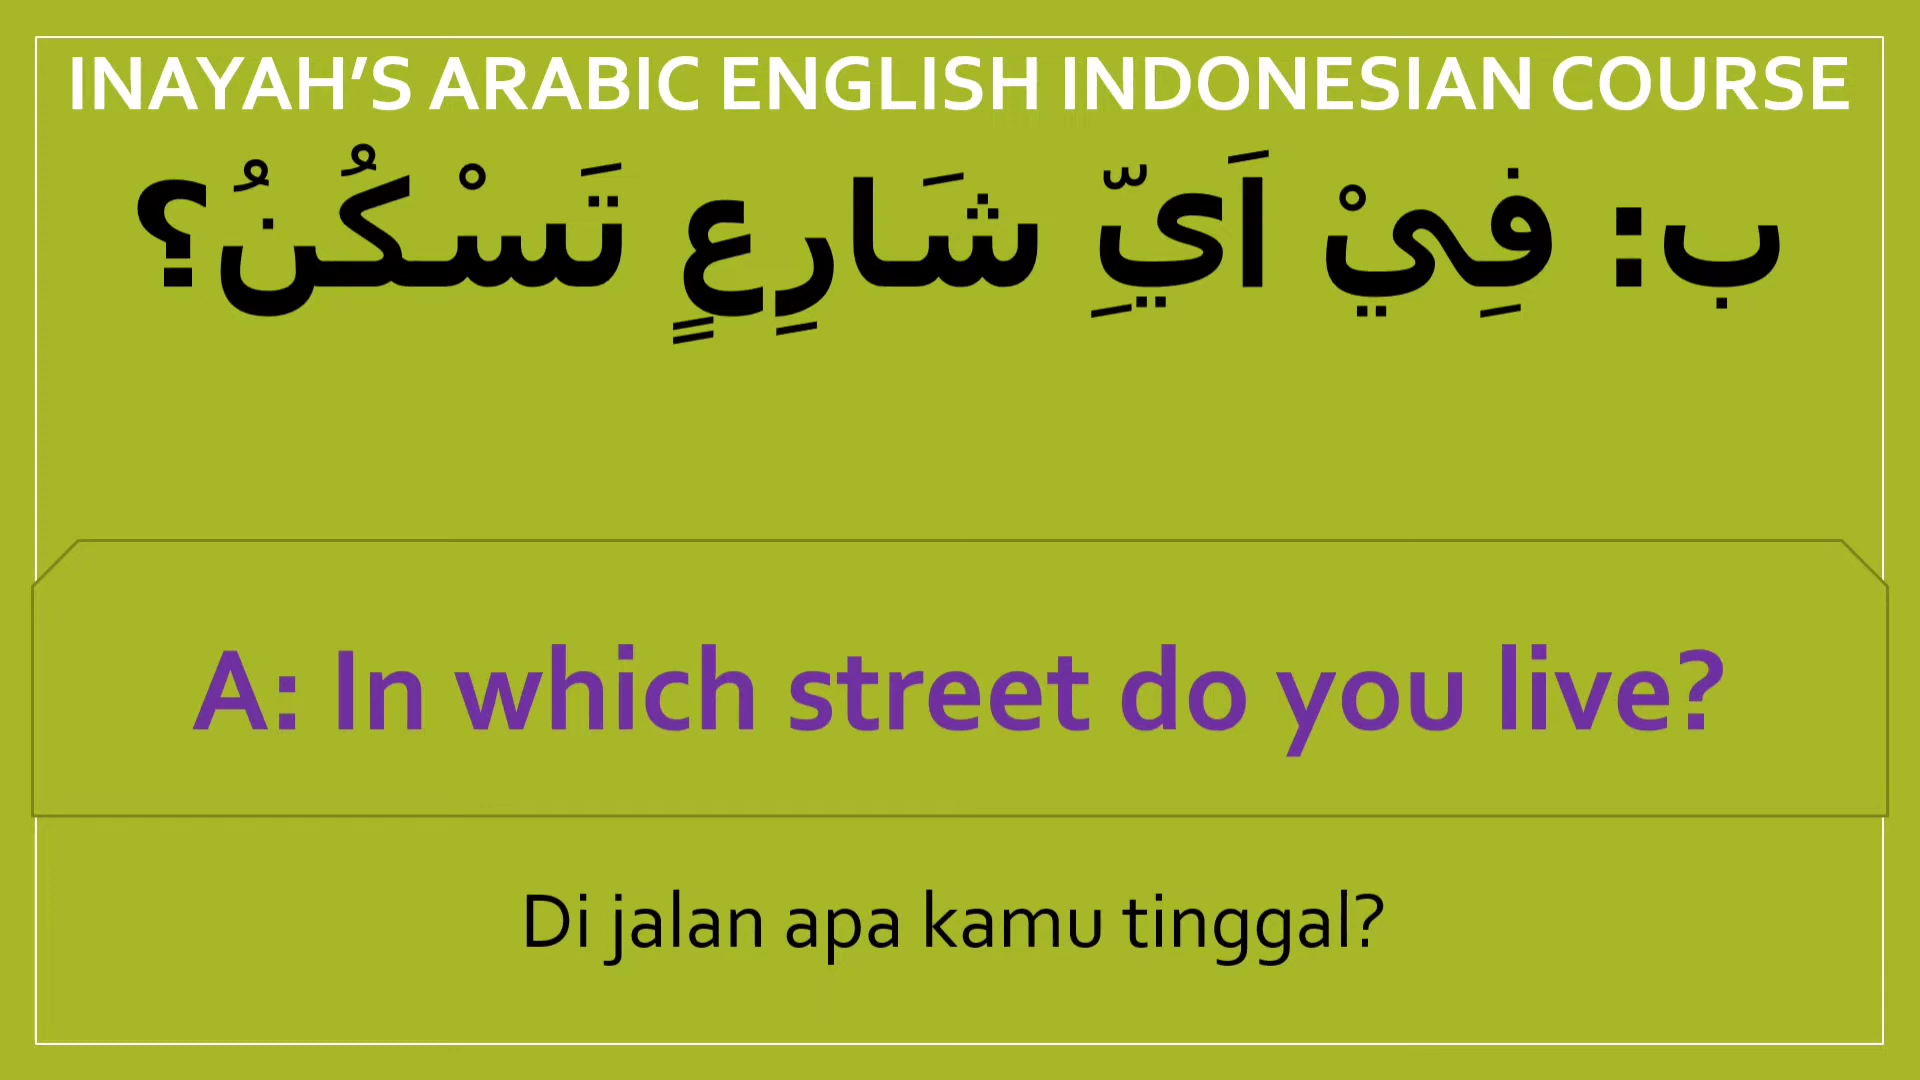 INAYAH’S ARABIC ENGLISH INDONESIAN COURSE
ب: فِيْ اَيِّ شَارِعٍ تَسْكُنُ؟
A: In which street do you live?
Di jalan apa kamu tinggal?